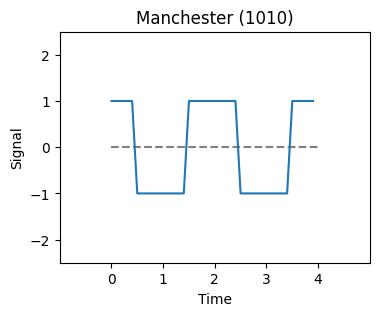 Manchester (1010)
2
1
0
−1
−2
Signal
0 1 2 3 4
Time